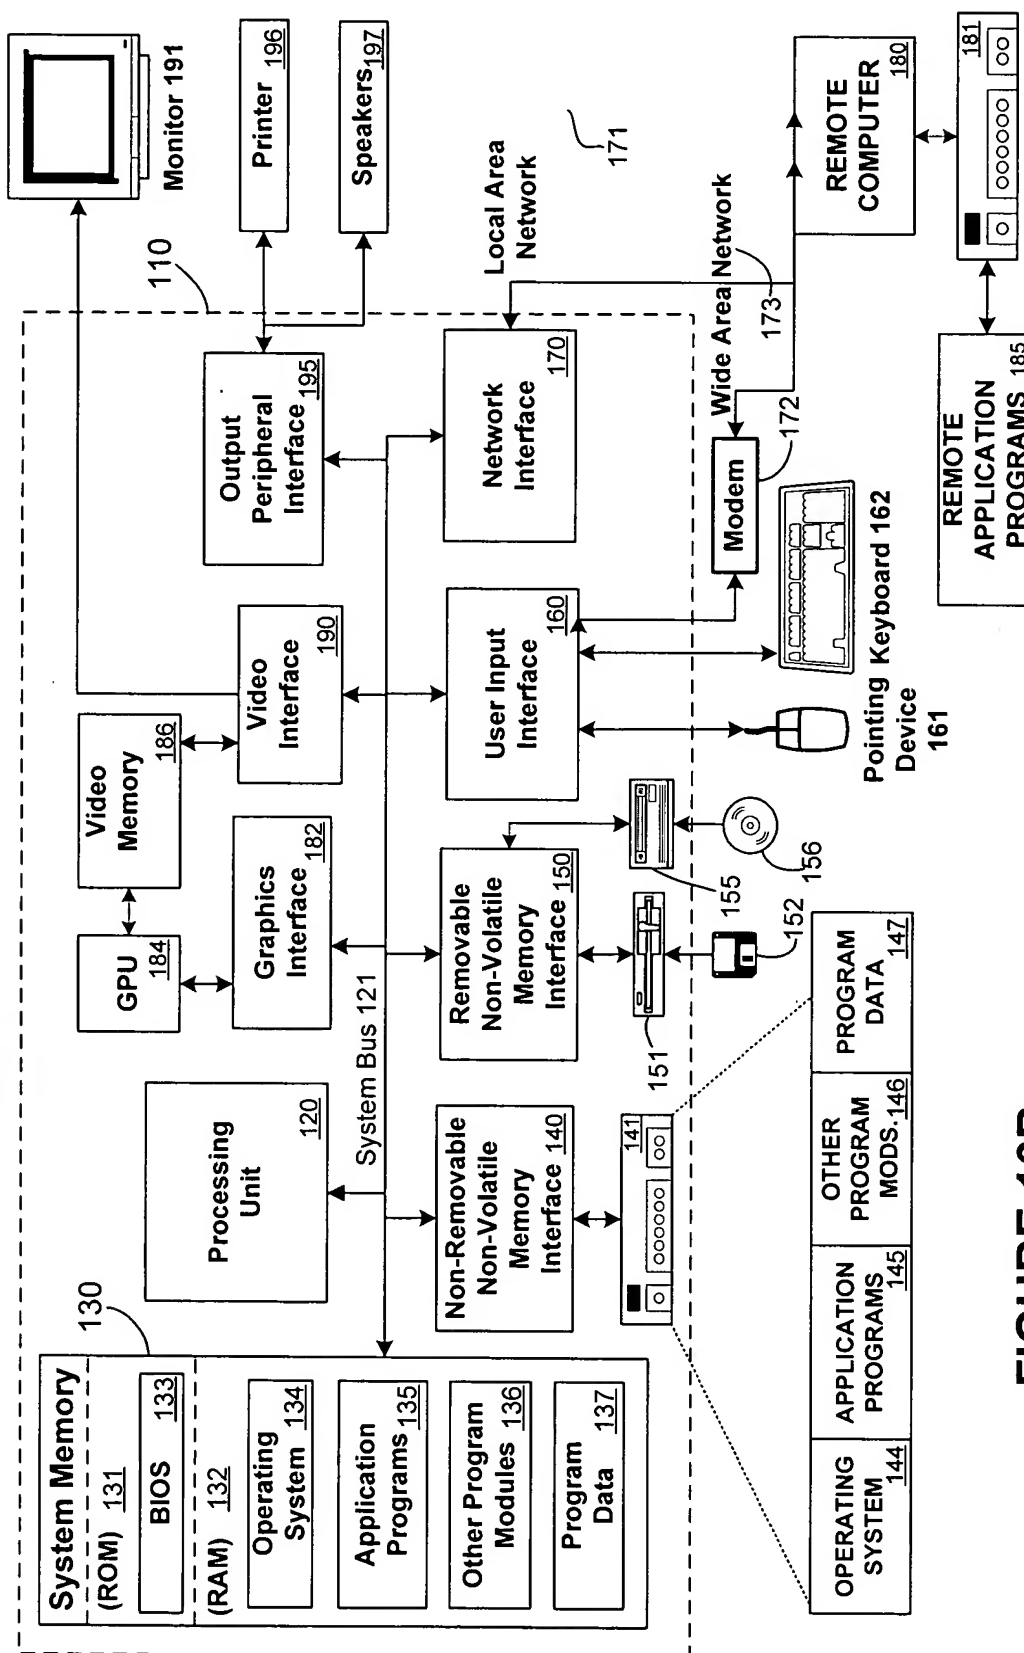 System Memory
(ROM) 131
BIOS 133
(RAM) 132
Operating
System 134
Application
Programs 135
Other Program
Modules 136
Program
Data 137
130
Processing
Unit
120
System Bus 121
GPU
184
Video
Memory
186
Graphics
Interface
182
Video
Interface
190
Output
Peripheral
Interface 195
110
Monitor 191
Printer 196
Speakers 197
Non-Removable
Non-Volatile
Memory
Interface 140
Removable
Non-Volatile
Memory
Interface 150
User Input
Interface
160
Network
Interface
170
Local Area
Network
171
141
151
152
155
156
Wide Area Network
173
Modem
172
Pointing
Device
161
Keyboard 162
REMOTE
COMPUTER
180
181
REMOTE
APPLICATION
PROGRAMS 185
OPERATING
SYSTEM 144
APPLICATION
PROGRAMS 145
OTHER
PROGRAM
MODS. 146
PROGRAM
DATA 147